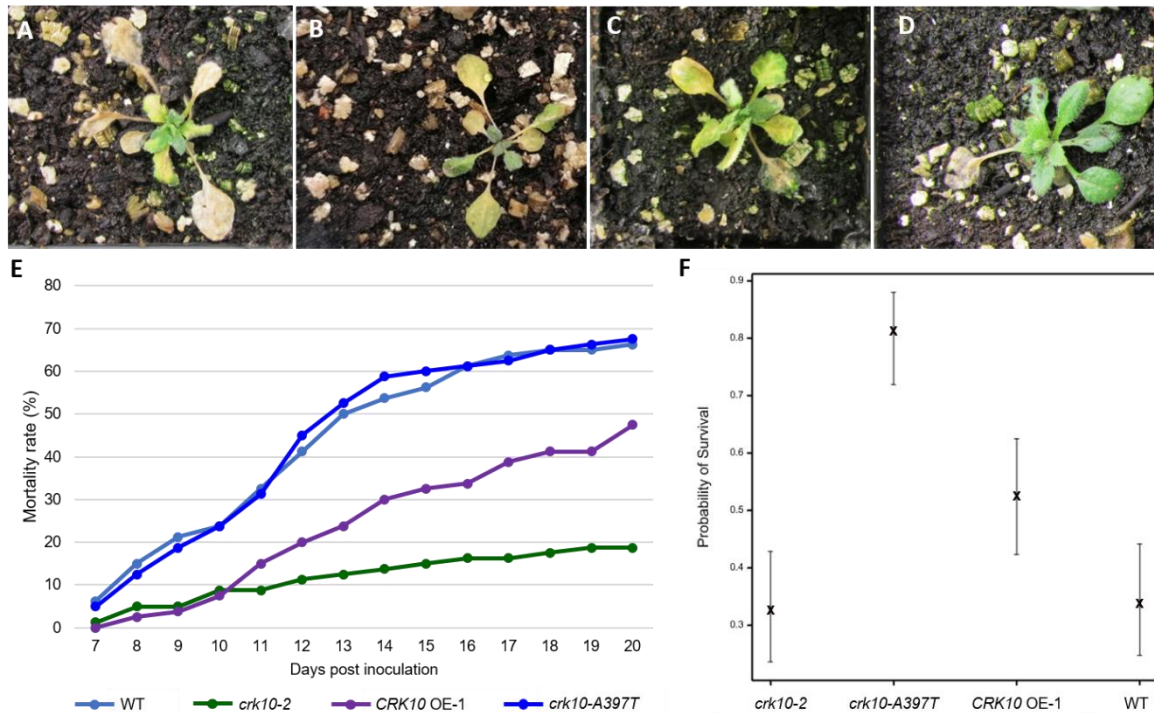 A B C D
E
80
70
60
50
40
30
20
10
0
Mortality rate (%)
7 8 9 10 11 12 13 14 15 16 17 18 19 20
Days post inoculation
WT crk10-2 CRK10 OE-1 crk10-A397T
F
0.9
0.8
0.7
0.6
0.5
0.4
0.3
Probability of Survival
crk10-2 crk10-A397T CRK10 OE-1 WT